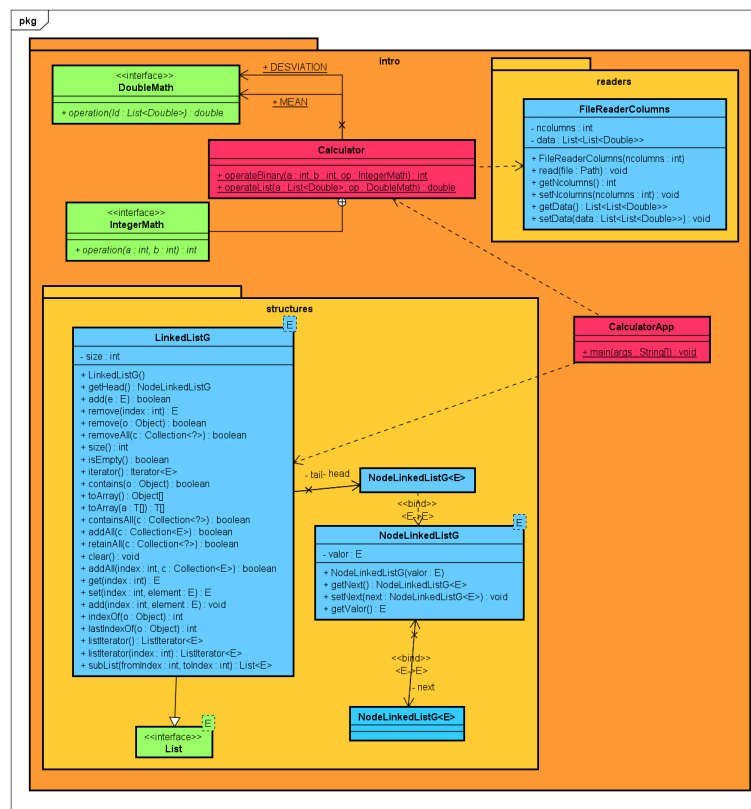 pkg
intro
<<interface>>
DoubleMath
+ operation(ld : List<Double>) : double
+ DESVIATION
+ MEAN
readers
FileReaderColumns
- ncolumns : int
- data : List<List<Double>>
+ FileReaderColumns(ncolumns : int)
+ read(file : Path) : void
+ getNcolumns() : int
+ setNcolumns(ncolumns : int) : void
+ getData() : List<List<Double>>
+ setData(data : List<List<Double>>) : void
Calculator
+ operateBinary(a : int, b : int, op : IntegerMath) : int
+ operateList(a : List<Double>, op : DoubleMath) : double
<<interface>>
IntegerMath
+ operation(a : int, b : int) : int
CalculatorApp
+ main(args : String[]) : void
structures
E
LinkedListG
- size : int
+ LinkedListG()
+ getHead() : NodeLinkedListG
+ add(e : E) : boolean
+ remove(index : int) : E
+ remove(o : Object) : boolean
+ removeAll(c : Collection<?>) : boolean
+ size() : int
+ isEmpty() : boolean
+ iterator() : Iterator<E>
+ contains(o : Object) : boolean
+ toArray() : Object[]
+ toArray(a : T[]) : T[]
+ containsAll(c : Collection<?>) : boolean
+ addAll(c : Collection<E>) : boolean
+ retainAll(c : Collection<?>) : boolean
+ clear() : void
+ addAll(index : int, c : Collection<E>) : boolean
+ get(index : int) : E
+ set(index : int, element : E) : E
+ add(index : int, element : E) : void
+ indexOf(o : Object) : int
+ lastIndexOf(o : Object) : int
+ listIterator() : ListIterator<E>
+ listIterator(index : int) : ListIterator<E>
+ subList(fromIndex : int, toIndex : int) : List<E>
- tail
- head
NodeLinkedListG<E>
<<bind>>
<E->E>
E
NodeLinkedListG
- valor : E
+ NodeLinkedListG(valor : E)
+ getNext() : NodeLinkedListG<E>
+ setNext(next : NodeLinkedListG<E>) : void
+ getValor() : E
<<bind>>
<E->E>
- next
NodeLinkedListG<E>
E
<<interface>>
List